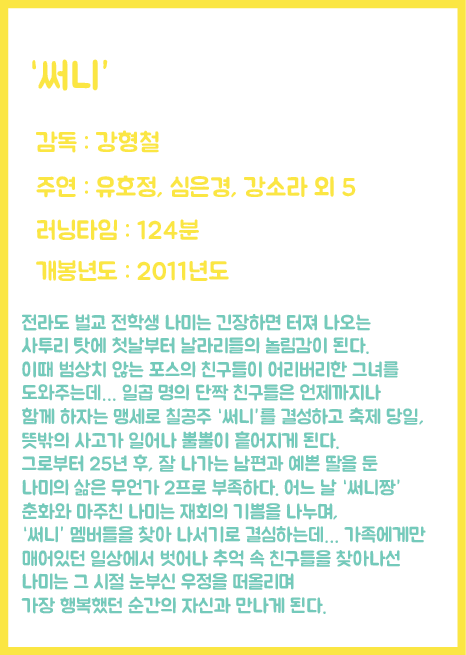 '써니'
감독 : 강형철
주연 : 유호정, 심은경, 강소라 외 5
러닝타임 : 124분
개봉년도 : 2011년도
전라도 벌교 전학생 나미는 긴장하면 터져 나오는
사투리 탓에 첫날부터 날라리들의 놀림감이 된다.
이때 범상치 않는 포스의 친구들이 어리버리한 그녀를
도와주는데... 일곱 명의 단짝 친구들은 언제까지나
함께 하자는 맹세로 칠공주 '써니'를 결성하고 축제 당일,
뜻밖의 사고가 일어나 뿔뿔이 흩어지게 된다.
그로부터 25년 후, 잘 나가는 남편과 예쁜 딸을 둔
나미의 삶은 무언가 2프로 부족하다. 어느 날 '써니짱'
춘화와 마주친 나미는 재회의 기쁨을 나누며,
'써니' 멤버들을 찾아 나서기로 결심하는데... 가족에게만
매어있던 일상에서 벗어나 추억 속 친구들을 찾아나선
나미는 그 시절 눈부신 우정을 떠올리며
가장 행복했던 순간의 자신과 만나게 된다.